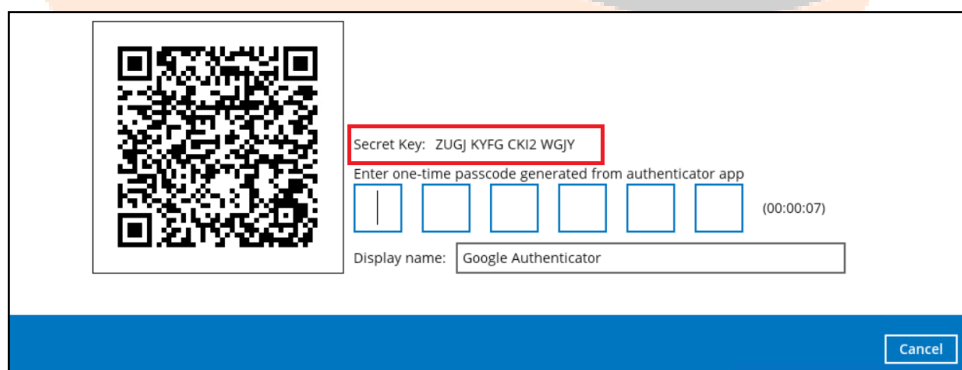 Secret Key: ZUGJ KYFG CKI2 WGJY
Enter one-time passcode generated from authenticator app
(00:00:07)
Display name: Google Authenticator
Cancel